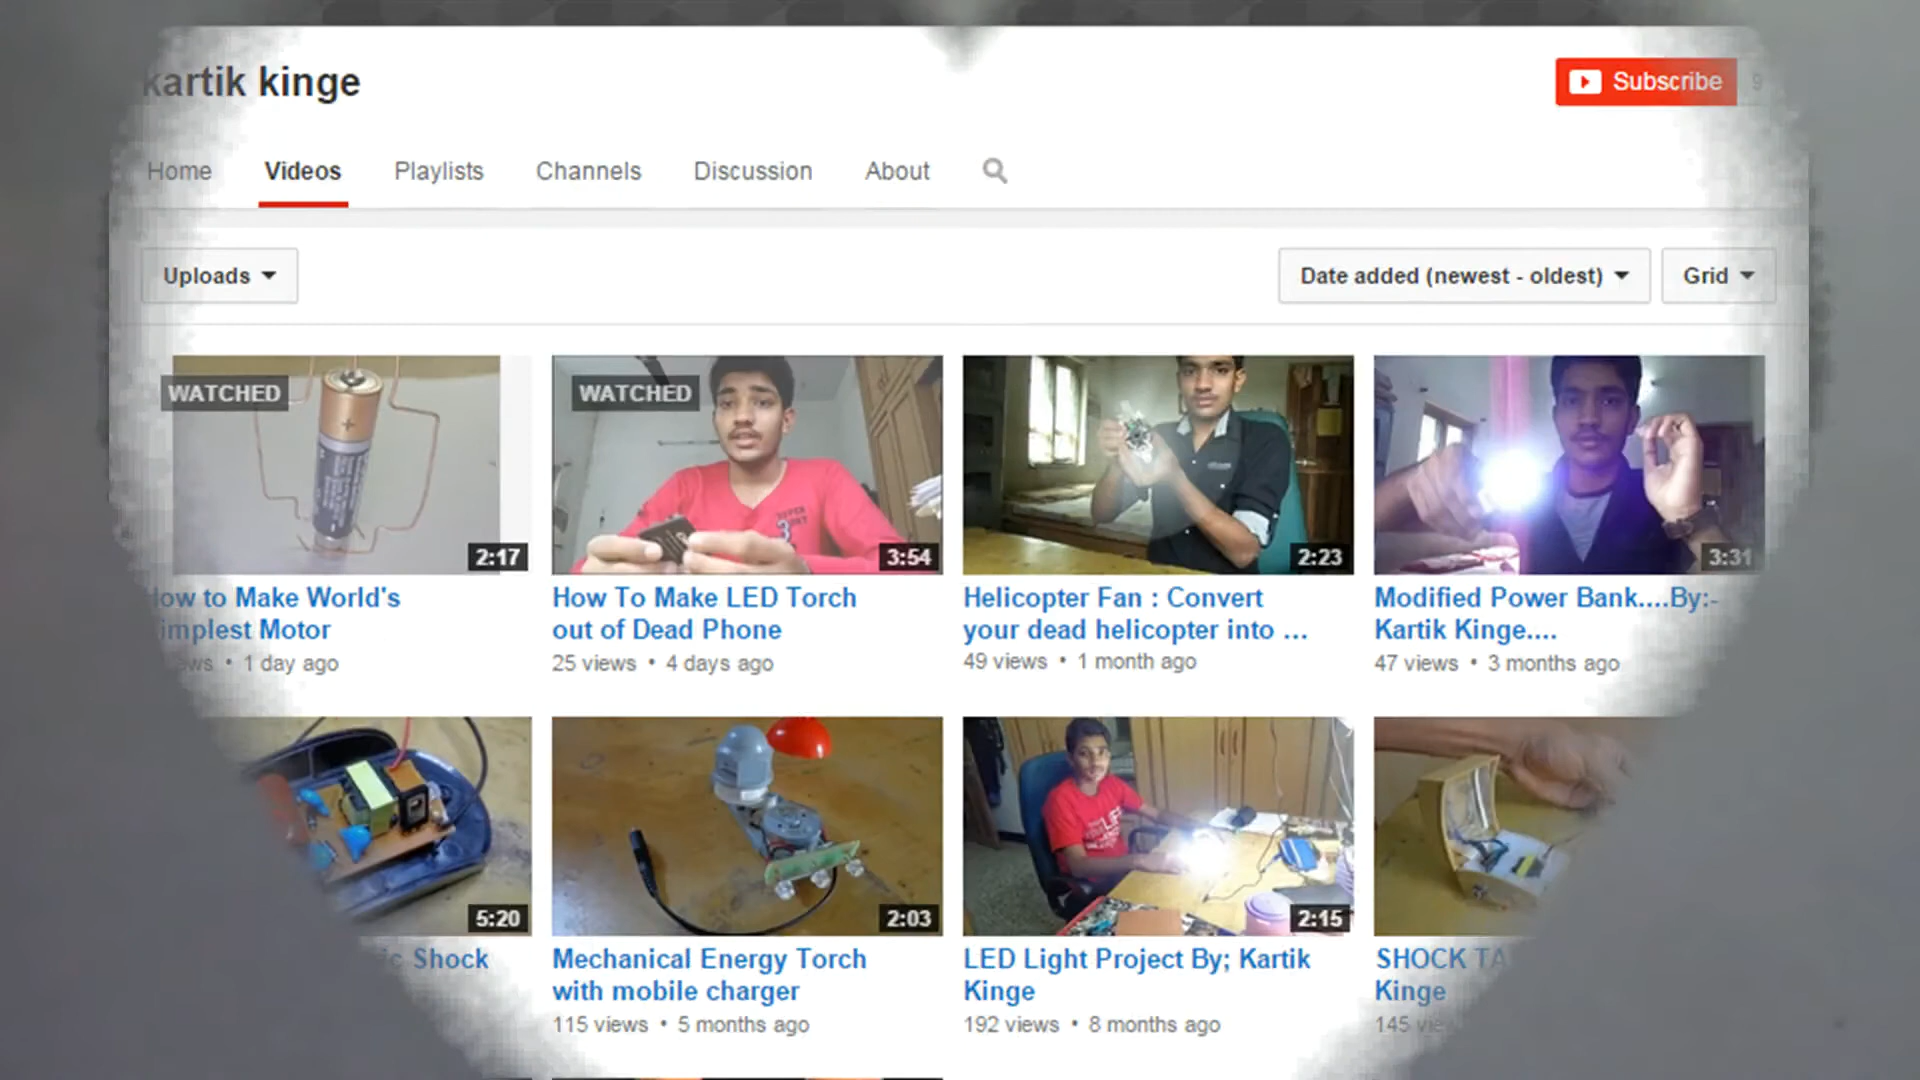 kartik kinge
Subscribe
9
Home Videos Playlists Channels Discussion About
Uploads
Date added (newest - oldest)
Grid
WATCHED
2:17
WATCHED
3:54
2:23
3:31
How to Make World's
Simplest Motor
1 day ago
How To Make LED Torch
out of Dead Phone
25 views • 4 days ago
Helicopter Fan : Convert
your dead helicopter into ...
49 views • 1 month ago
Modified Power Bank....By:-
Kartik Kinge....
47 views • 3 months ago
5:20
2:03
2:15
Shock
Mechanical Energy Torch
with mobile charger
115 views • 5 months ago
LED Light Project By; Kartik
Kinge
192 views • 8 months ago
SHOCK
Kinge
145